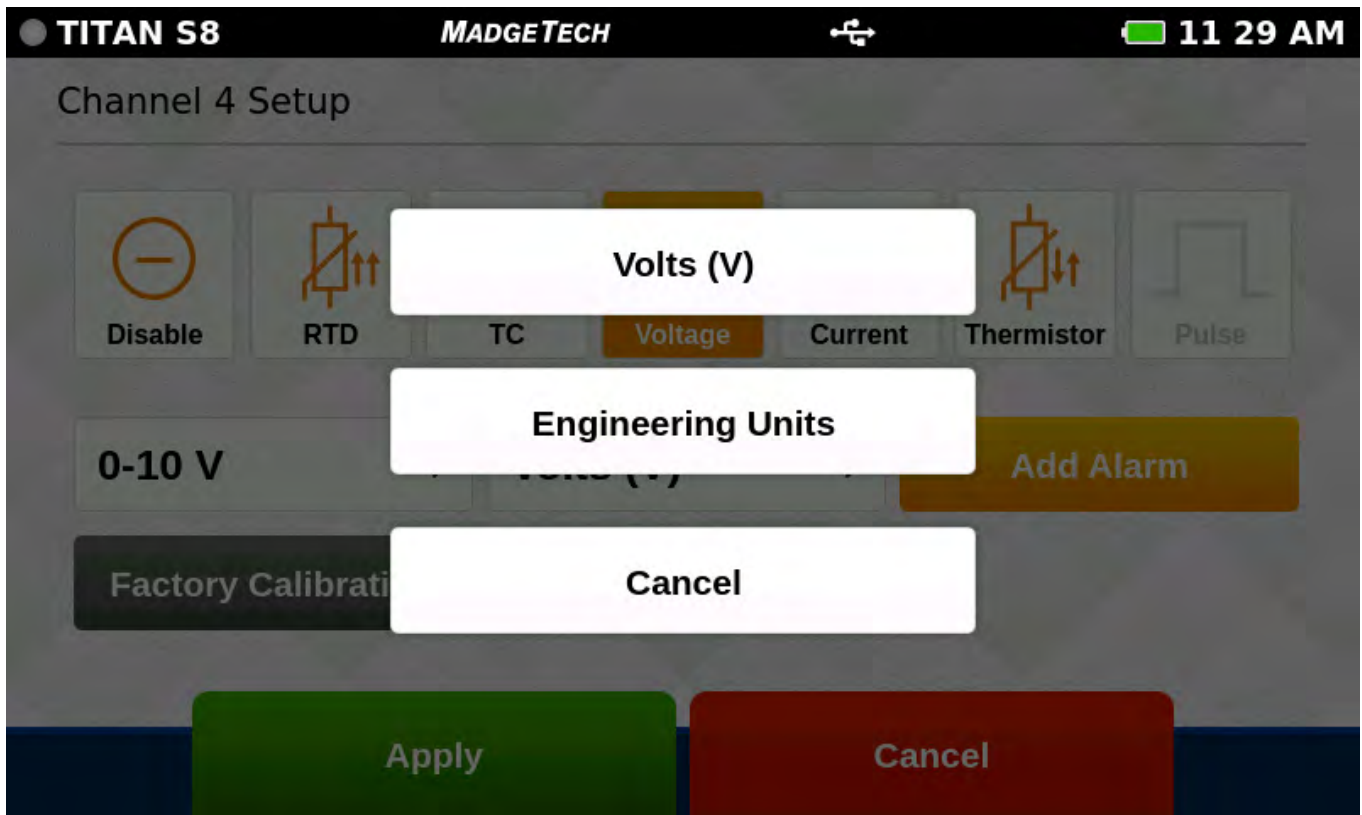 TITAN S8 MADGETECH 11 29 AM
Channel 4 Setup
Volts (V)
Disable RTD TC Voltage Current Thermistor Pulse
Engineering Units
0-10 V Volts (V) Add Alarm
Factory Calibrati
Cancel
Apply Cancel